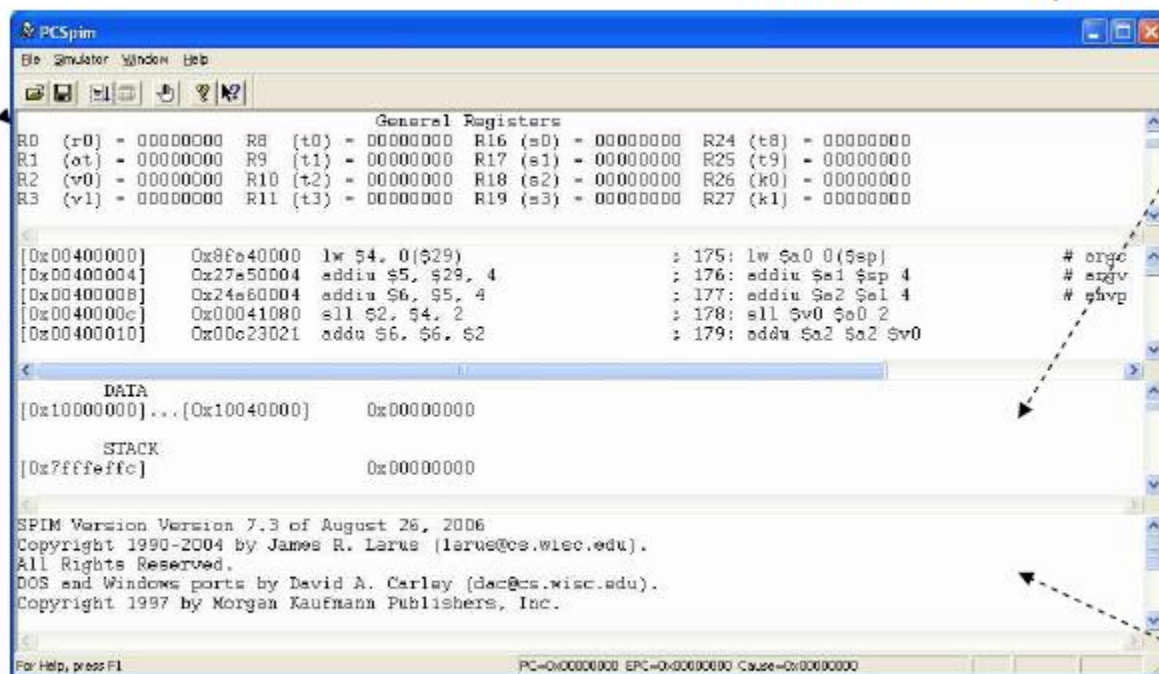 PCSpim
File Simulator Window Help
General Registers
R0 (r0) = 00000000 R8 (t0) = 00000000 R16 (s0) = 00000000 R24 (t8) = 00000000
R1 (at) = 00000000 R9 (t1) = 00000000 R17 (s1) = 00000000 R25 (t9) = 00000000
R2 (v0) = 00000000 R10 (t2) = 00000000 R18 (s2) = 00000000 R26 (k0) = 00000000
R3 (v1) = 00000000 R11 (t3) = 00000000 R19 (s3) = 00000000 R27 (k1) = 00000000
[0x00400000] 0x8fa40000 lw $4, 0($29) ; 175: lw $a0 0($sp) # argc
[0x00400004] 0x27a50004 addiu $5, $29, 4 ; 176: addiu $a1 $sp 4 # argv
[0x00400008] 0x24a60004 addiu $6, $5, 4 ; 177: addiu $a2 $a1 4 # envp
[0x0040000c] 0x00041080 sll $2, $4, 2 ; 178: sll $v0 $a0 2
[0x00400010] 0x00c23021 addu $6, $6, $2 ; 179: addu $a2 $a2 $v0
DATA
[0x10000000]...[0x10040000] 0x00000000
STACK
[0x7fffeffc] 0x00000000
SPIM Version Version 7.3 of August 26, 2006
Copyright 1990-2004 by James R. Larus (larus@cs.wisc.edu).
All Rights Reserved.
DOS and Windows ports by David A. Carley (dac@cs.wisc.edu).
Copyright 1997 by Morgan Kaufmann Publishers, Inc.
For Help, press F1 PC=0x00000000 EPC=0x00000000 Cause=0x00000000